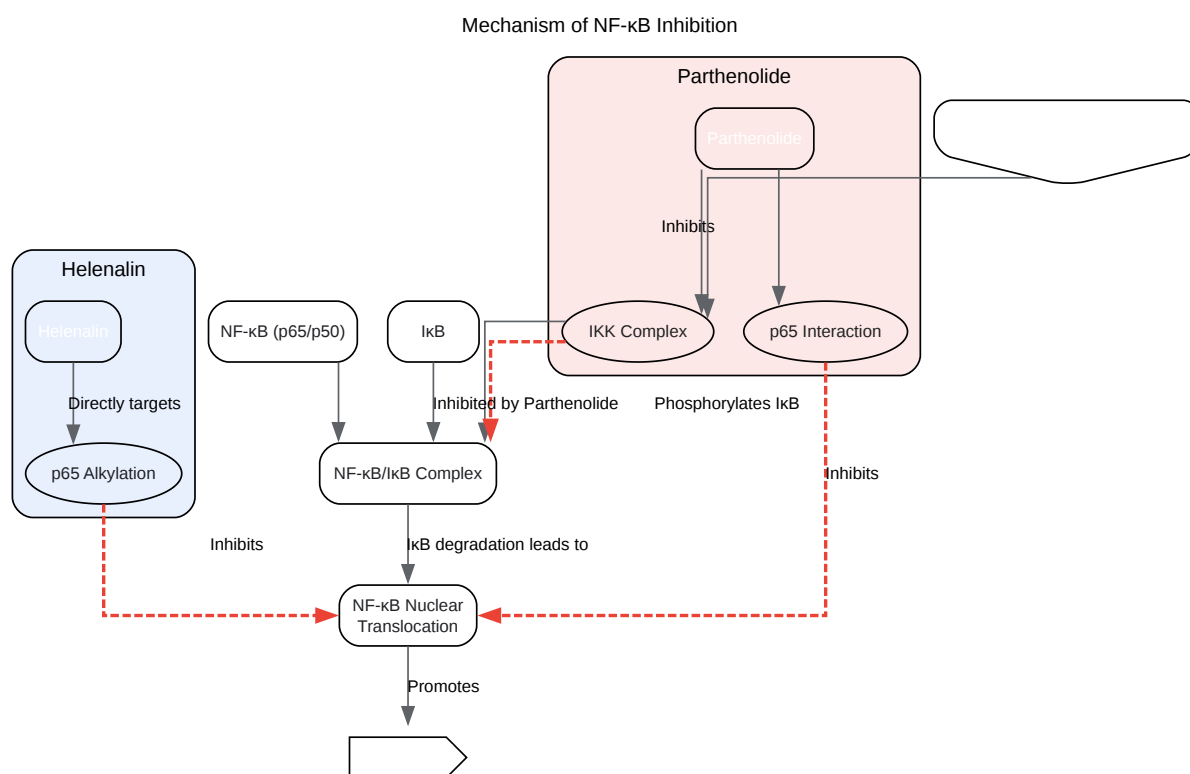 Mechanism of NF-κB Inhibition
Parthenolide
Parthenolide
Inhibits
Helenalin
Helenalin
NF-κB (p65/p50)
IκB
IKK Complex
p65 Interaction
Directly targets
Inhibited by Parthenolide
Phosphorylates IκB
p65 Alkylation
NF-κB/IκB Complex
Inhibits
Inhibits
IκB degradation leads to
NF-κB Nuclear
Translocation
Promotes